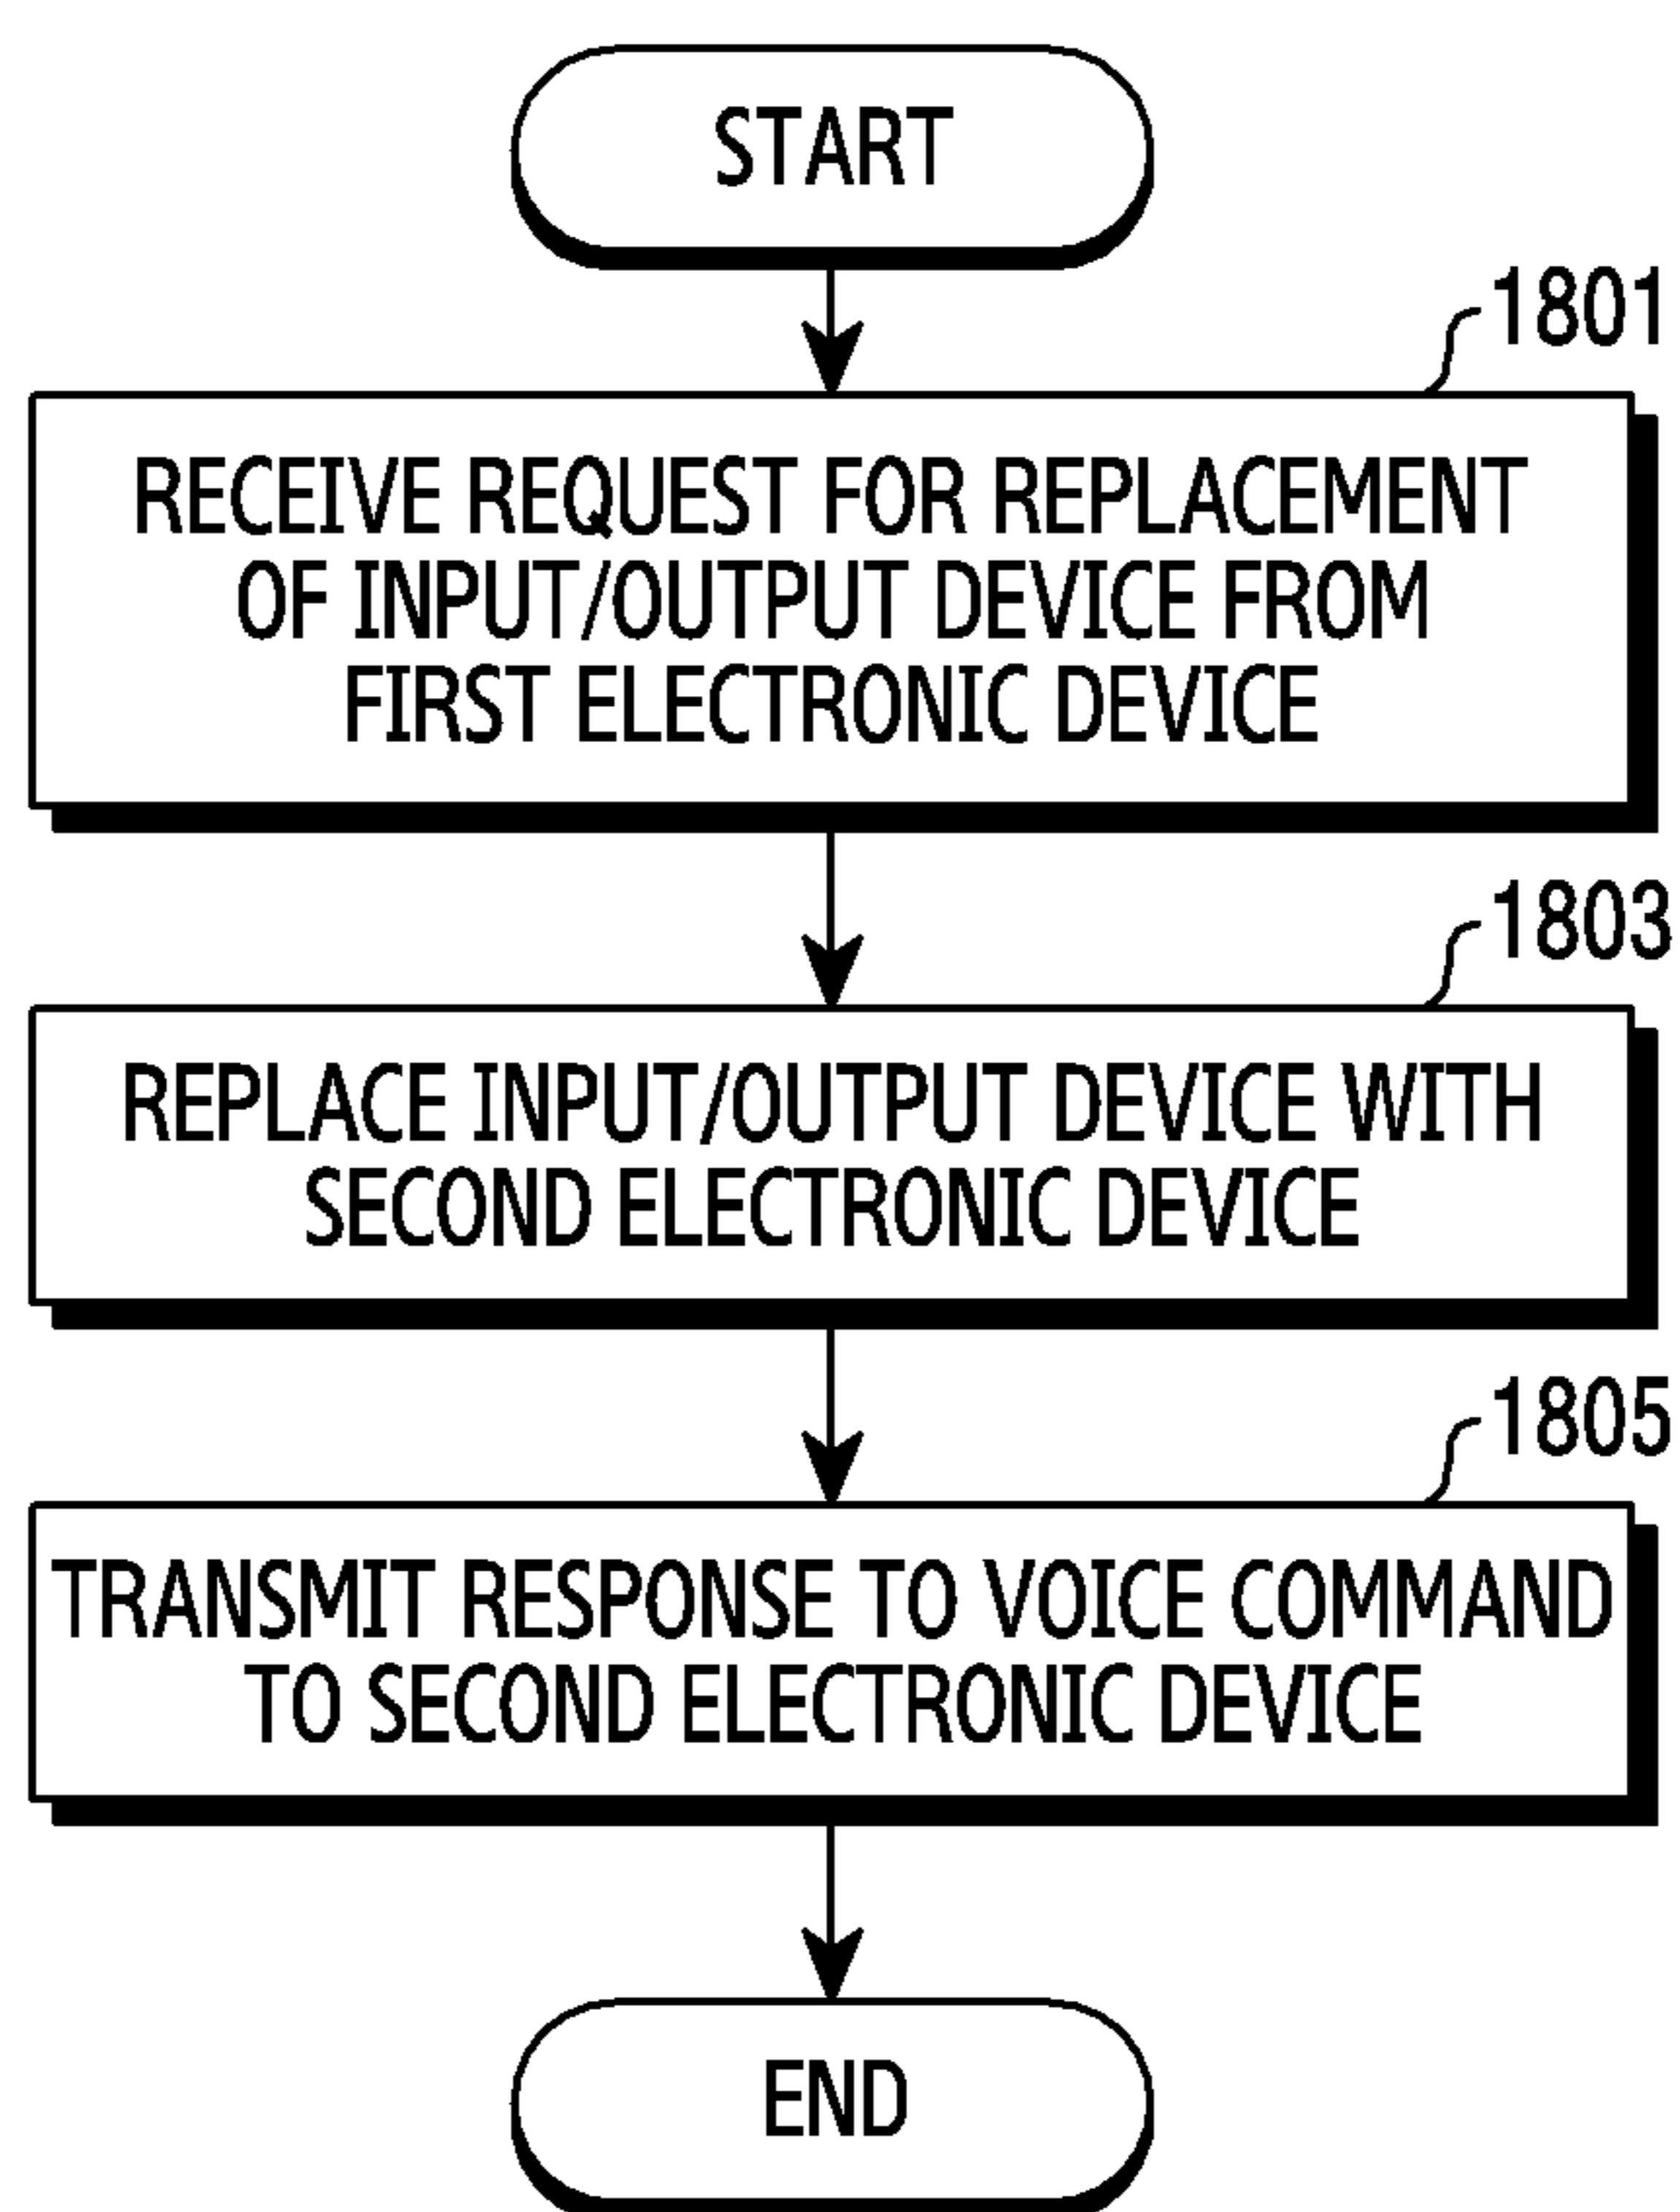 START
1801
RECEIVE REQUEST FOR REPLACEMENT
OF INPUT/OUTPUT DEVICE FROM
FIRST ELECTRONIC DEVICE
1803
REPLACE INPUT/OUTPUT DEVICE WITH
SECOND ELECTRONIC DEVICE
1805
TRANSMIT RESPONSE TO VOICE COMMAND
TO SECOND ELECTRONIC DEVICE
END